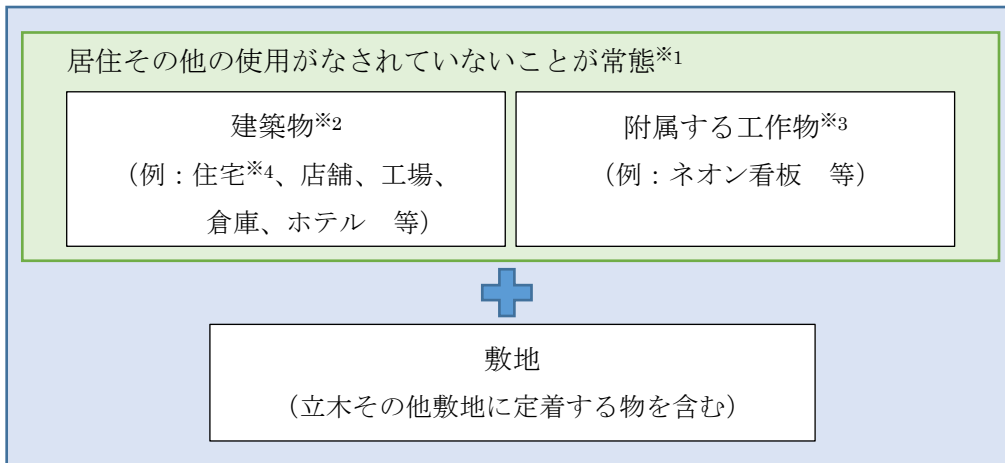 居住その他の使用がなされていないことが常態※1
建築物※2
（例：住宅※4、店舗、工場、
倉庫、ホテル　等）
附属する工作物※3
（例：ネオン看板　等）
敷地
（立木その他敷地に定着する物を含む）